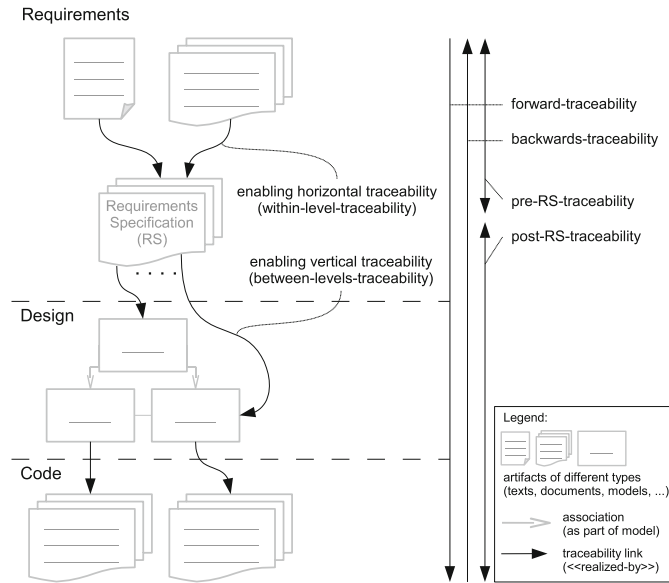 Requirements
forward-traceability
backwards-traceability
enabling horizontal traceability
(within-level-traceability)
pre-RS-traceability
Requirements
Specification
(RS)
post-RS-traceability
enabling vertical traceability
(between-levels-traceability)
Design
Code
Legend:
artifacts of different types
(texts, documents, models, ...)
association
(as part of model)
traceability link
(<<realized-by>>)